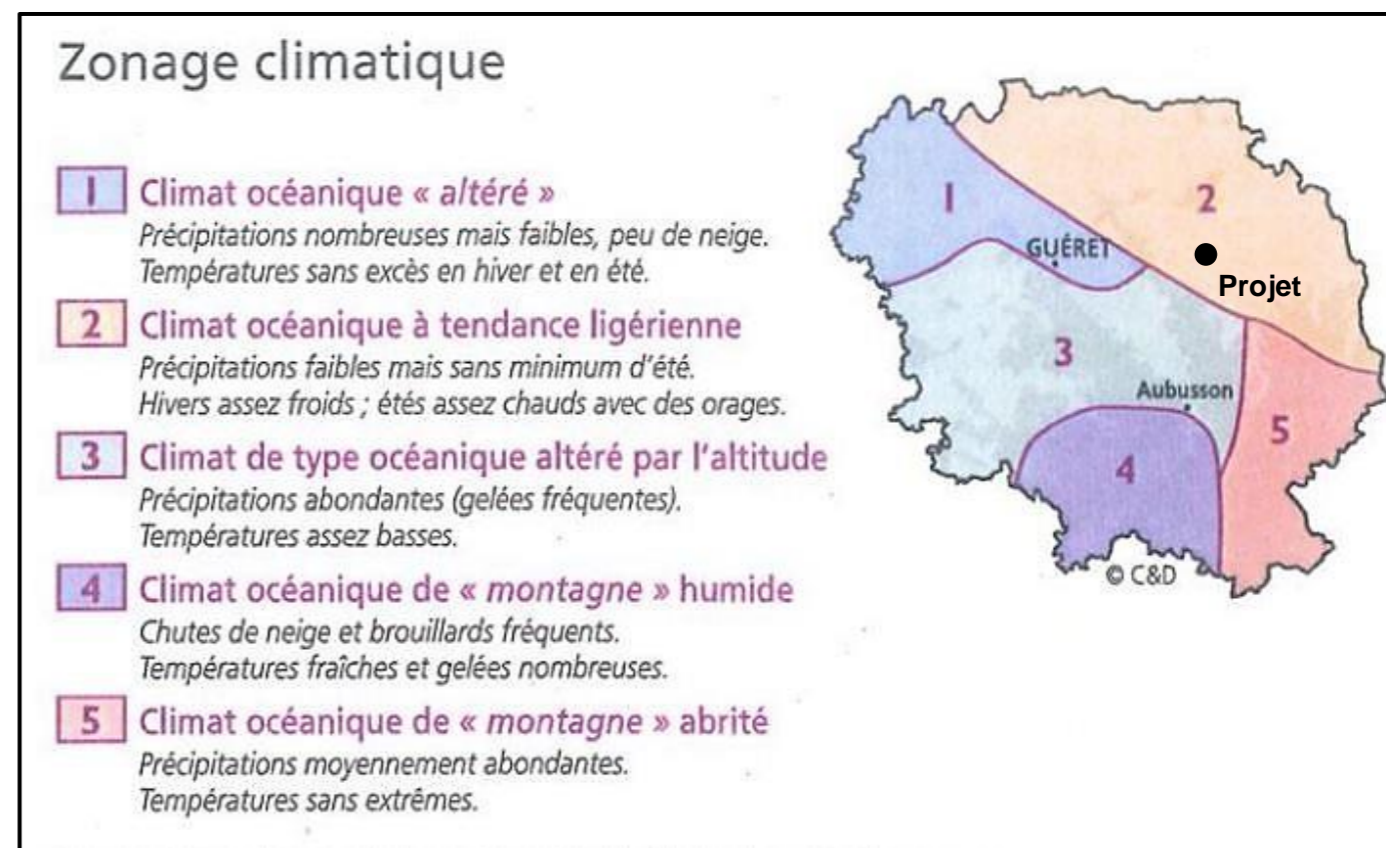 Zonage climatique
1 Climat océanique « altéré »
Précipitations nombreuses mais faibles, peu de neige.
Températures sans excès en hiver et en été.
2 Climat océanique à tendance ligérienne
Précipitations faibles mais sans minimum d'été.
Hivers assez froids ; étés assez chauds avec des orages.
3 Climat de type océanique altéré par l'altitude
Précipitations abondantes (gelées fréquentes).
Températures assez basses.
4 Climat océanique de « montagne » humide
Chutes de neige et brouillards fréquents.
Températures fraîches et gelées nombreuses.
5 Climat océanique de « montagne » abrité
Précipitations moyennement abondantes.
Températures sans extrêmes.
1
2
GUÉRET
Projet
3
Aubusson
5
4
© C&D